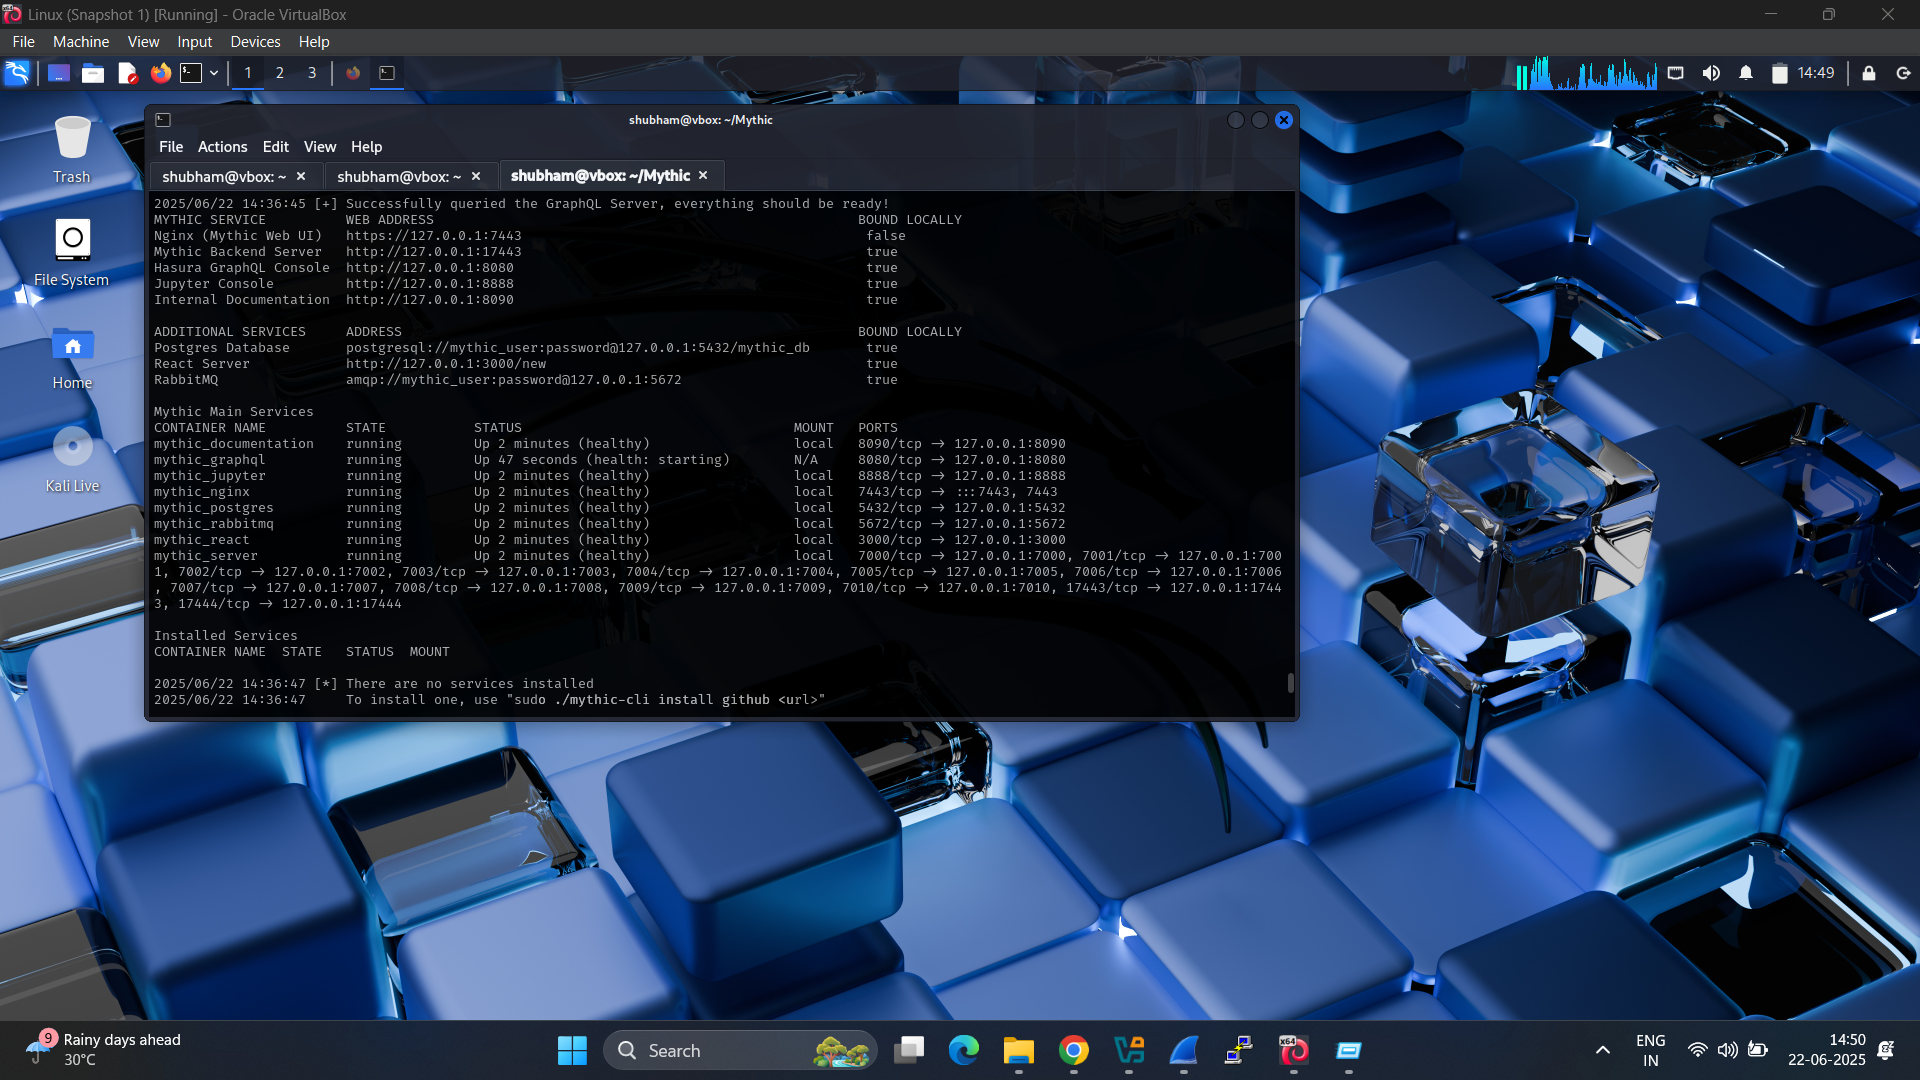 Linux (Snapshot 1) [Running] - Oracle VirtualBox
File Machine View Input Devices Help
1 2 3 14:49
Trash
File System
Home
Kali Live
shubham@vbox: ~/Mythic
File Actions Edit View Help
shubham@vbox: ~ × shubham@vbox: ~ × shubham@vbox: ~/Mythic ×
2025/06/22 14:36:45 [+] Successfully queried the GraphQL Server, everything should be ready!
MYTHIC SERVICE WEB ADDRESS BOUND LOCALLY
Nginx (Mythic Web UI) https://127.0.0.1:7443 false
Mythic Backend Server http://127.0.0.1:17443 true
Hasura GraphQL Console http://127.0.0.1:8080 true
Jupyter Console http://127.0.0.1:8888 true
Internal Documentation http://127.0.0.1:8090 true
ADDITIONAL SERVICES ADDRESS BOUND LOCALLY
Postgres Database postgresql://mythic_user:password@127.0.0.1:5432/mythic_db true
React Server http://127.0.0.1:3000/new true
RabbitMQ amqp://mythic_user:password@127.0.0.1:5672 true
Mythic Main Services
CONTAINER NAME STATE STATUS MOUNT PORTS
mythic_documentation running Up 2 minutes (healthy) local 8090/tcp → 127.0.0.1:8090
mythic_graphql running Up 47 seconds (health: starting) N/A 8080/tcp → 127.0.0.1:8080
mythic_jupyter running Up 2 minutes (healthy) local 8888/tcp → 127.0.0.1:8888
mythic_nginx running Up 2 minutes (healthy) local 7443/tcp → :::7443, 7443
mythic_postgres running Up 2 minutes (healthy) local 5432/tcp → 127.0.0.1:5432
mythic_rabbitmq running Up 2 minutes (healthy) local 5672/tcp → 127.0.0.1:5672
mythic_react running Up 2 minutes (healthy) local 3000/tcp → 127.0.0.1:3000
mythic_server running Up 2 minutes (healthy) local 7000/tcp → 127.0.0.1:7000, 7001/tcp → 127.0.0.1:700
1, 7002/tcp → 127.0.0.1:7002, 7003/tcp → 127.0.0.1:7003, 7004/tcp → 127.0.0.1:7004, 7005/tcp → 127.0.0.1:7005, 7006/tcp → 127.0.0.1:7006
, 7007/tcp → 127.0.0.1:7007, 7008/tcp → 127.0.0.1:7008, 7009/tcp → 127.0.0.1:7009, 7010/tcp → 127.0.0.1:7010, 17443/tcp → 127.0.0.1:1744
3, 17444/tcp → 127.0.0.1:17444
Installed Services
CONTAINER NAME STATE STATUS MOUNT
2025/06/22 14:36:47 [*] There are no services installed
2025/06/22 14:36:47 To install one, use "sudo ./mythic-cli install github <url>"
9 Rainy days ahead
30°C
Search
x64
ENG
IN
14:50
22-06-2025